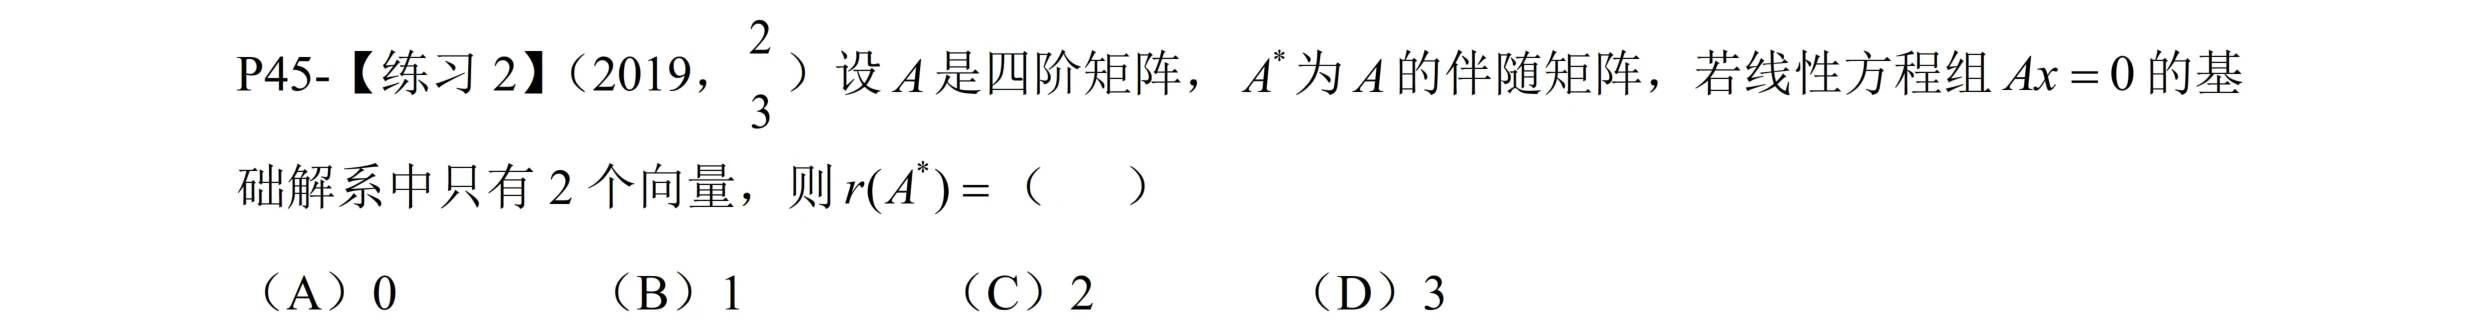 P45-【练习 2】（2019，2 3）设 A 是四阶矩阵，A* 为 A 的伴随矩阵，若线性方程组 Ax = 0 的基
础解系中只有 2 个向量，则 r(A*) =（ ）
（A）0 （B）1 （C）2 （D）3